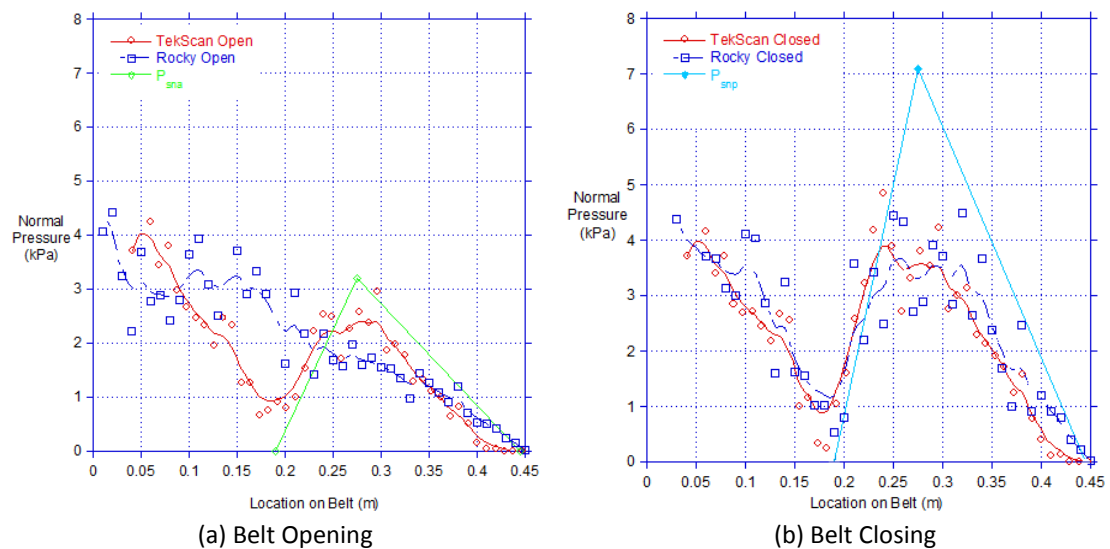 8
7
6
5
4
3
2
1
0
Normal
Pressure
(kPa)
TekScan Open
Rocky Open
P_sna
0 0.05 0.1 0.15 0.2 0.25 0.3 0.35 0.4 0.45
Location on Belt (m)
(a) Belt Opening
8
7
6
5
4
3
2
1
0
Normal
Pressure
(kPa)
TekScan Closed
Rocky Closed
P_snp
0 0.05 0.1 0.15 0.2 0.25 0.3 0.35 0.4 0.45
Location on Belt (m)
(b) Belt Closing